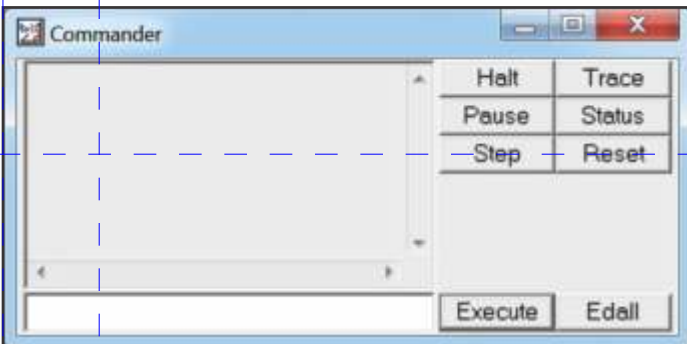 Commander
Halt Trace
Pause Status
Step Reset
Execute Edall